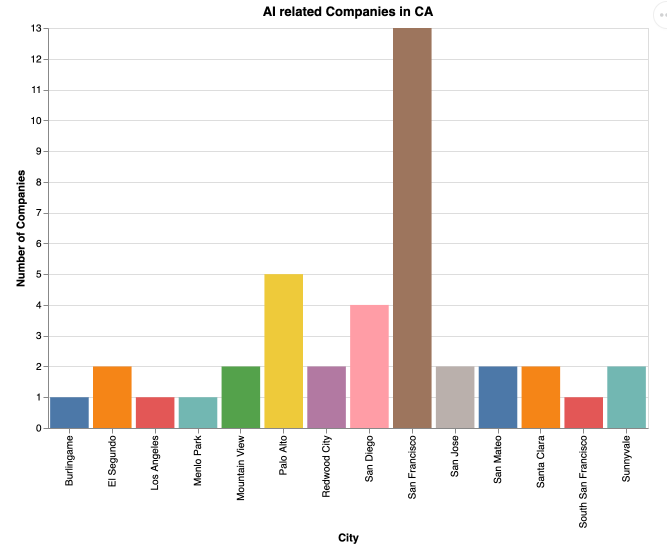 AI related Companies in CA
Number of Companies
13
12
11
10
9
8
7
6
5
4
3
2
1
0
Burlingame
El Segundo
Los Angeles
Menlo Park
Mountain View
Palo Alto
Redwood City
San Diego
San Francisco
San Jose
San Mateo
Santa Clara
South San Francisco
Sunnyvale
City